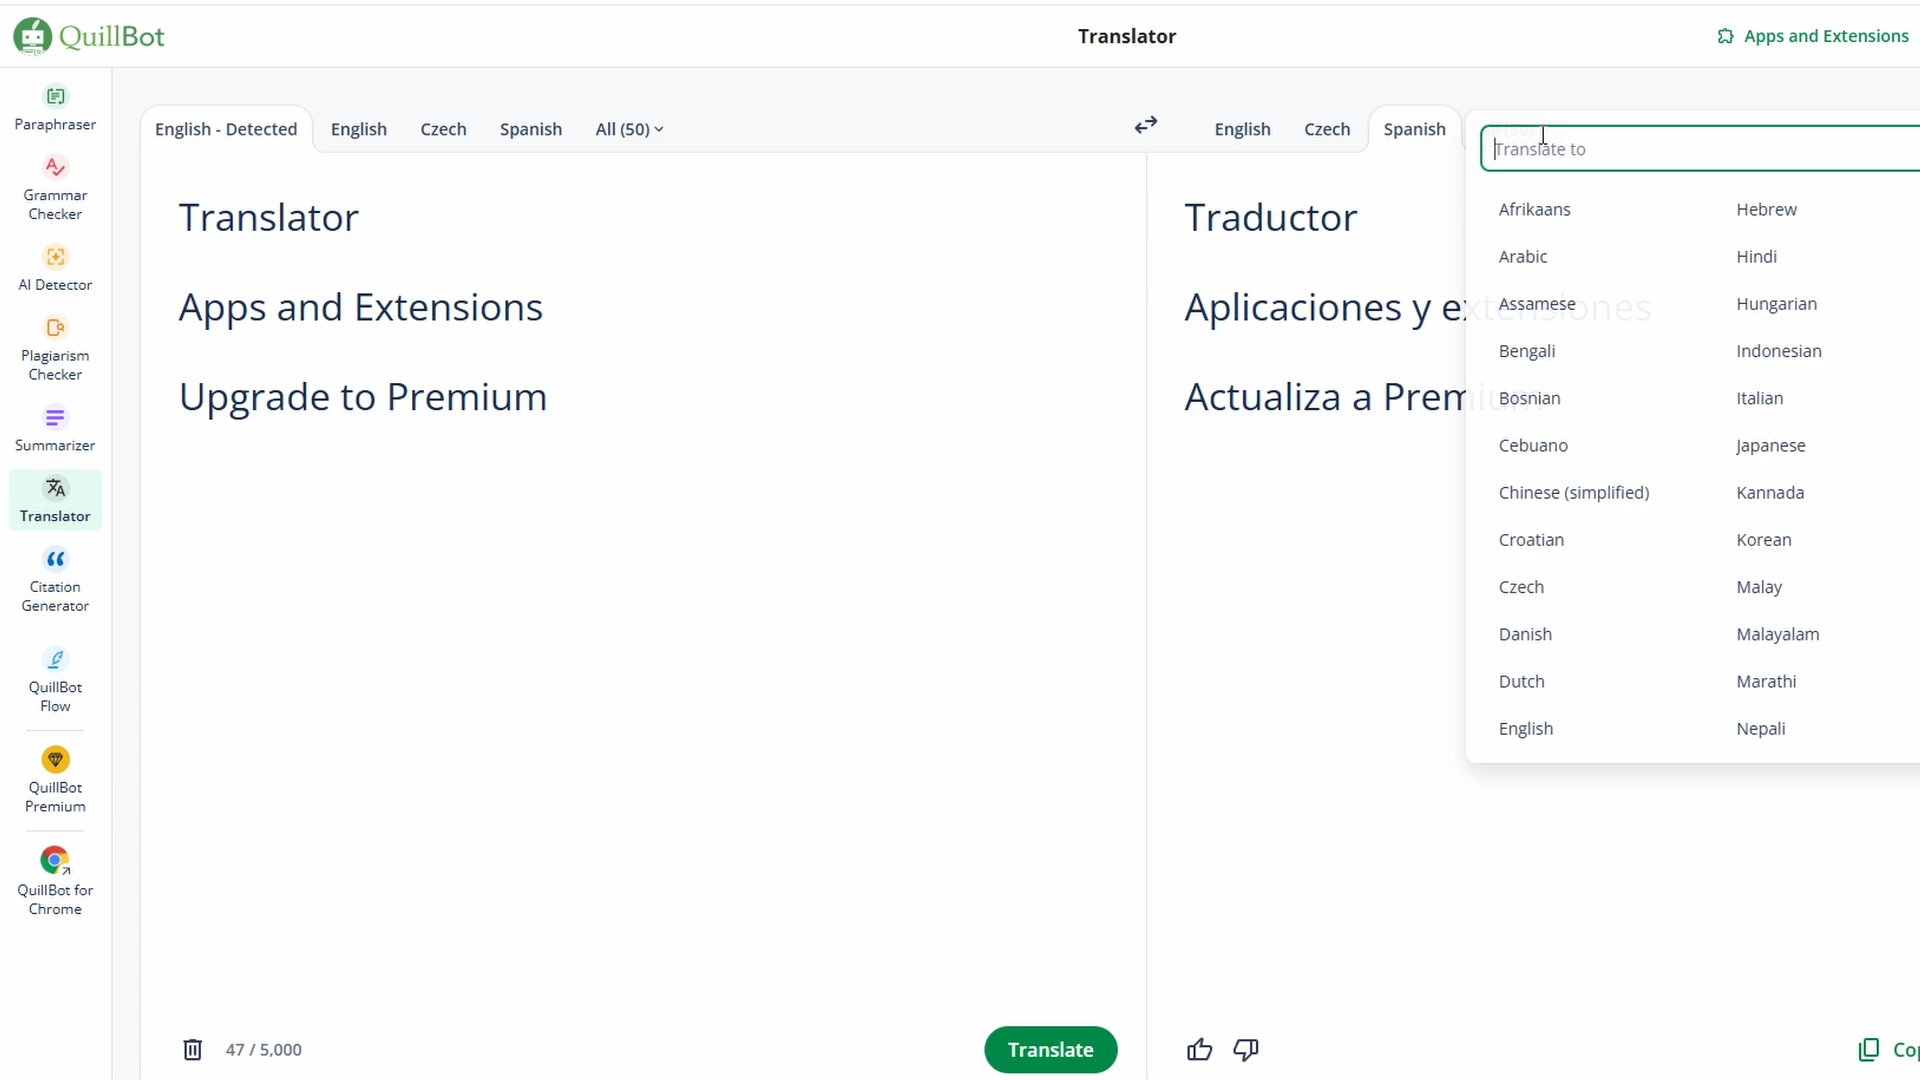 QuillBot
Translator
Apps and Extensions
Paraphraser
Grammar
Checker
AI Detector
Plagiarism
Checker
Summarizer
Translator
Citation
Generator
QuillBot
Flow
QuillBot
Premium
QuillBot for
Chrome
English - Detected
English
Czech
Spanish
All (50)
Translator
Apps and Extensions
Upgrade to Premium
47 / 5,000
Translate
English
Czech
Spanish
Traductor
Aplicaciones y extensiones
Actualiza a Premium
Translate to
Afrikaans
Arabic
Assamese
Bengali
Bosnian
Cebuano
Chinese (simplified)
Croatian
Czech
Danish
Dutch
English
Hebrew
Hindi
Hungarian
Indonesian
Italian
Japanese
Kannada
Korean
Malay
Malayalam
Marathi
Nepali